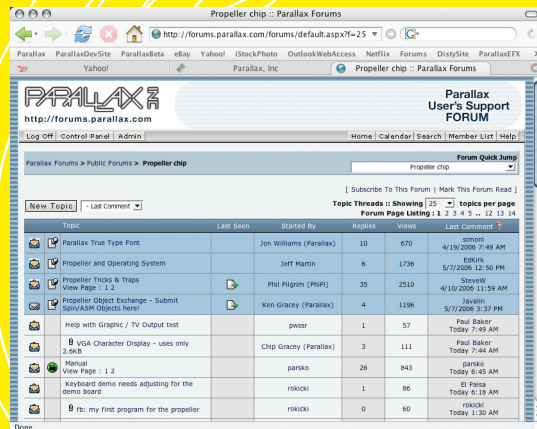 Propeller chip :: Parallax Forums
http://forums.parallax.com/forums/default.aspx?f=25
Parallax ParallaxDevSite ParallaxBeta eBay Yahoo! iStockPhoto OutlookWebAccess Netflix Forums DistySite ParallaxEFX
Yahoo! Parallax, Inc Propeller chip :: Parallax Forums
PARALLAX
http://forums.parallax.com
Parallax
User's Support
FORUM
Log Off Control Panel Admin Home Calendar Search Member List Help
Parallax Forums > Public Forums > Propeller chip
Forum Quick Jump
Propeller chip
[ Subscribe To This Forum | Mark This Forum Read ]
New Topic - Last Comment
Topic Threads :: Showing 25 topics per page
Forum Page Listing : 1 2 3 4 5 .. 12 13 14
Topic Last Seen Started By Replies Views Last Comment
Parallax True Type Font Jon Williams (Parallax) 10 670 simonl
4/19/2006 7:49 AM
Propeller and Operating System Jeff Martin 6 1736 EdKirk
5/7/2006 12:50 PM
Propeller Tricks & Traps
View Page : 1 2 Phil Pilgrim (PhiPi) 35 2510 SteveW
4/10/2006 11:59 AM
Propeller Object Exchange - Submit
Spin/ASM Objects here! Ken Gracey (Parallax) 4 1196 Javalin
5/7/2006 3:37 PM
Help with Graphic / TV Output test pwssr 1 57 Paul Baker
Today 7:49 AM
VGA Character Display - uses only
2.6KB Chip Gracey (Parallax) 3 111 Paul Baker
Today 7:44 AM
Manual
View Page : 1 2 parsko 26 843 parsko
Today 6:45 AM
Keyboard demo needs adjusting for the
demo board rokicki 1 86 El Paisa
Today 6:18 AM
fb: my first program for the propeller rokicki 0 60 rokicki
Today 1:30 AM
Done